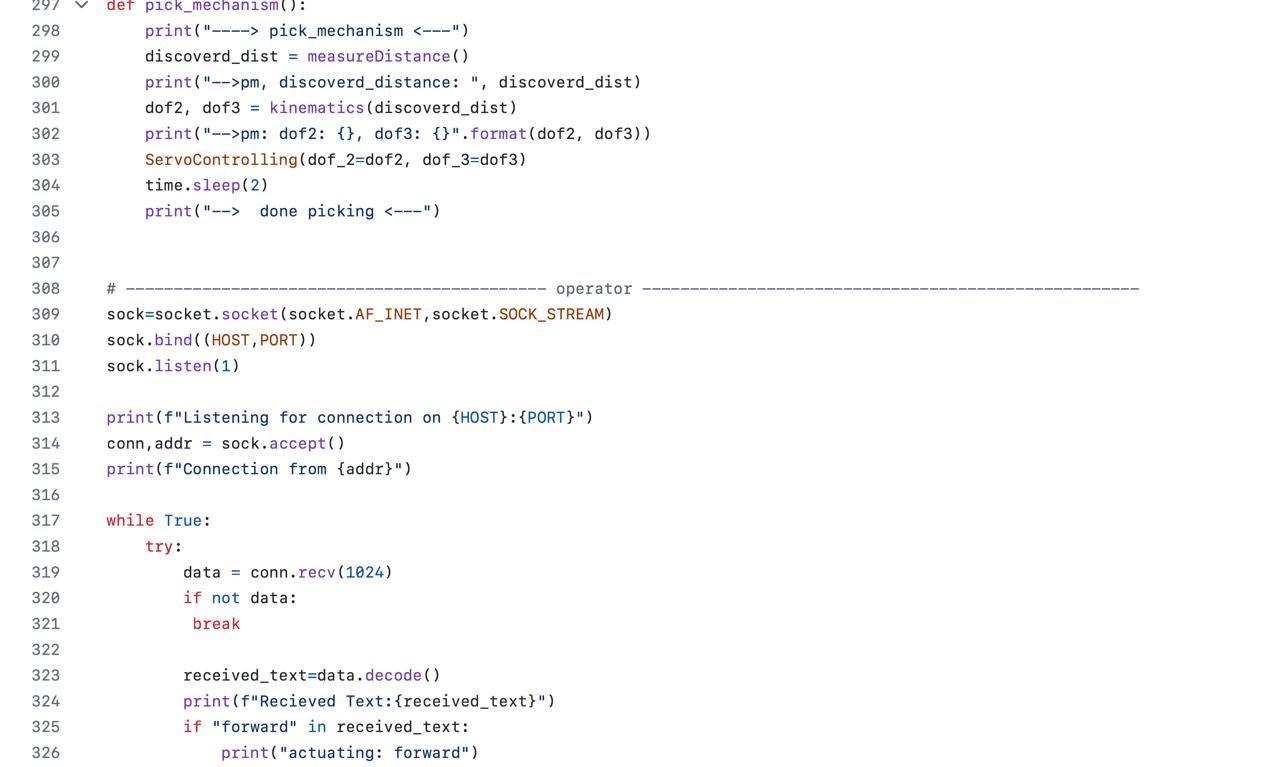 297 def pick_mechanism():
298     print("----> pick_mechanism <---")
299     discoverd_dist = measureDistance()
300     print("-->pm, discoverd_distance: ", discoverd_dist)
301     dof2, dof3 = kinematics(discoverd_dist)
302     print("-->pm: dof2: {}, dof3: {}".format(dof2, dof3))
303     ServoControlling(dof_2=dof2, dof_3=dof3)
304     time.sleep(2)
305     print("-->  done picking <---")
306
307
308 # -------------------------------------------- operator ----------------------------------------------------
309 sock=socket.socket(socket.AF_INET,socket.SOCK_STREAM)
310 sock.bind((HOST,PORT))
311 sock.listen(1)
312
313 print(f"Listening for connection on {HOST}:{PORT}")
314 conn,addr = sock.accept()
315 print(f"Connection from {addr}")
316
317 while True:
318     try:
319         data = conn.recv(1024)
320         if not data:
321          break
322
323         received_text=data.decode()
324         print(f"Recieved Text:{received_text}")
325         if "forward" in received_text:
326             print("actuating: forward")